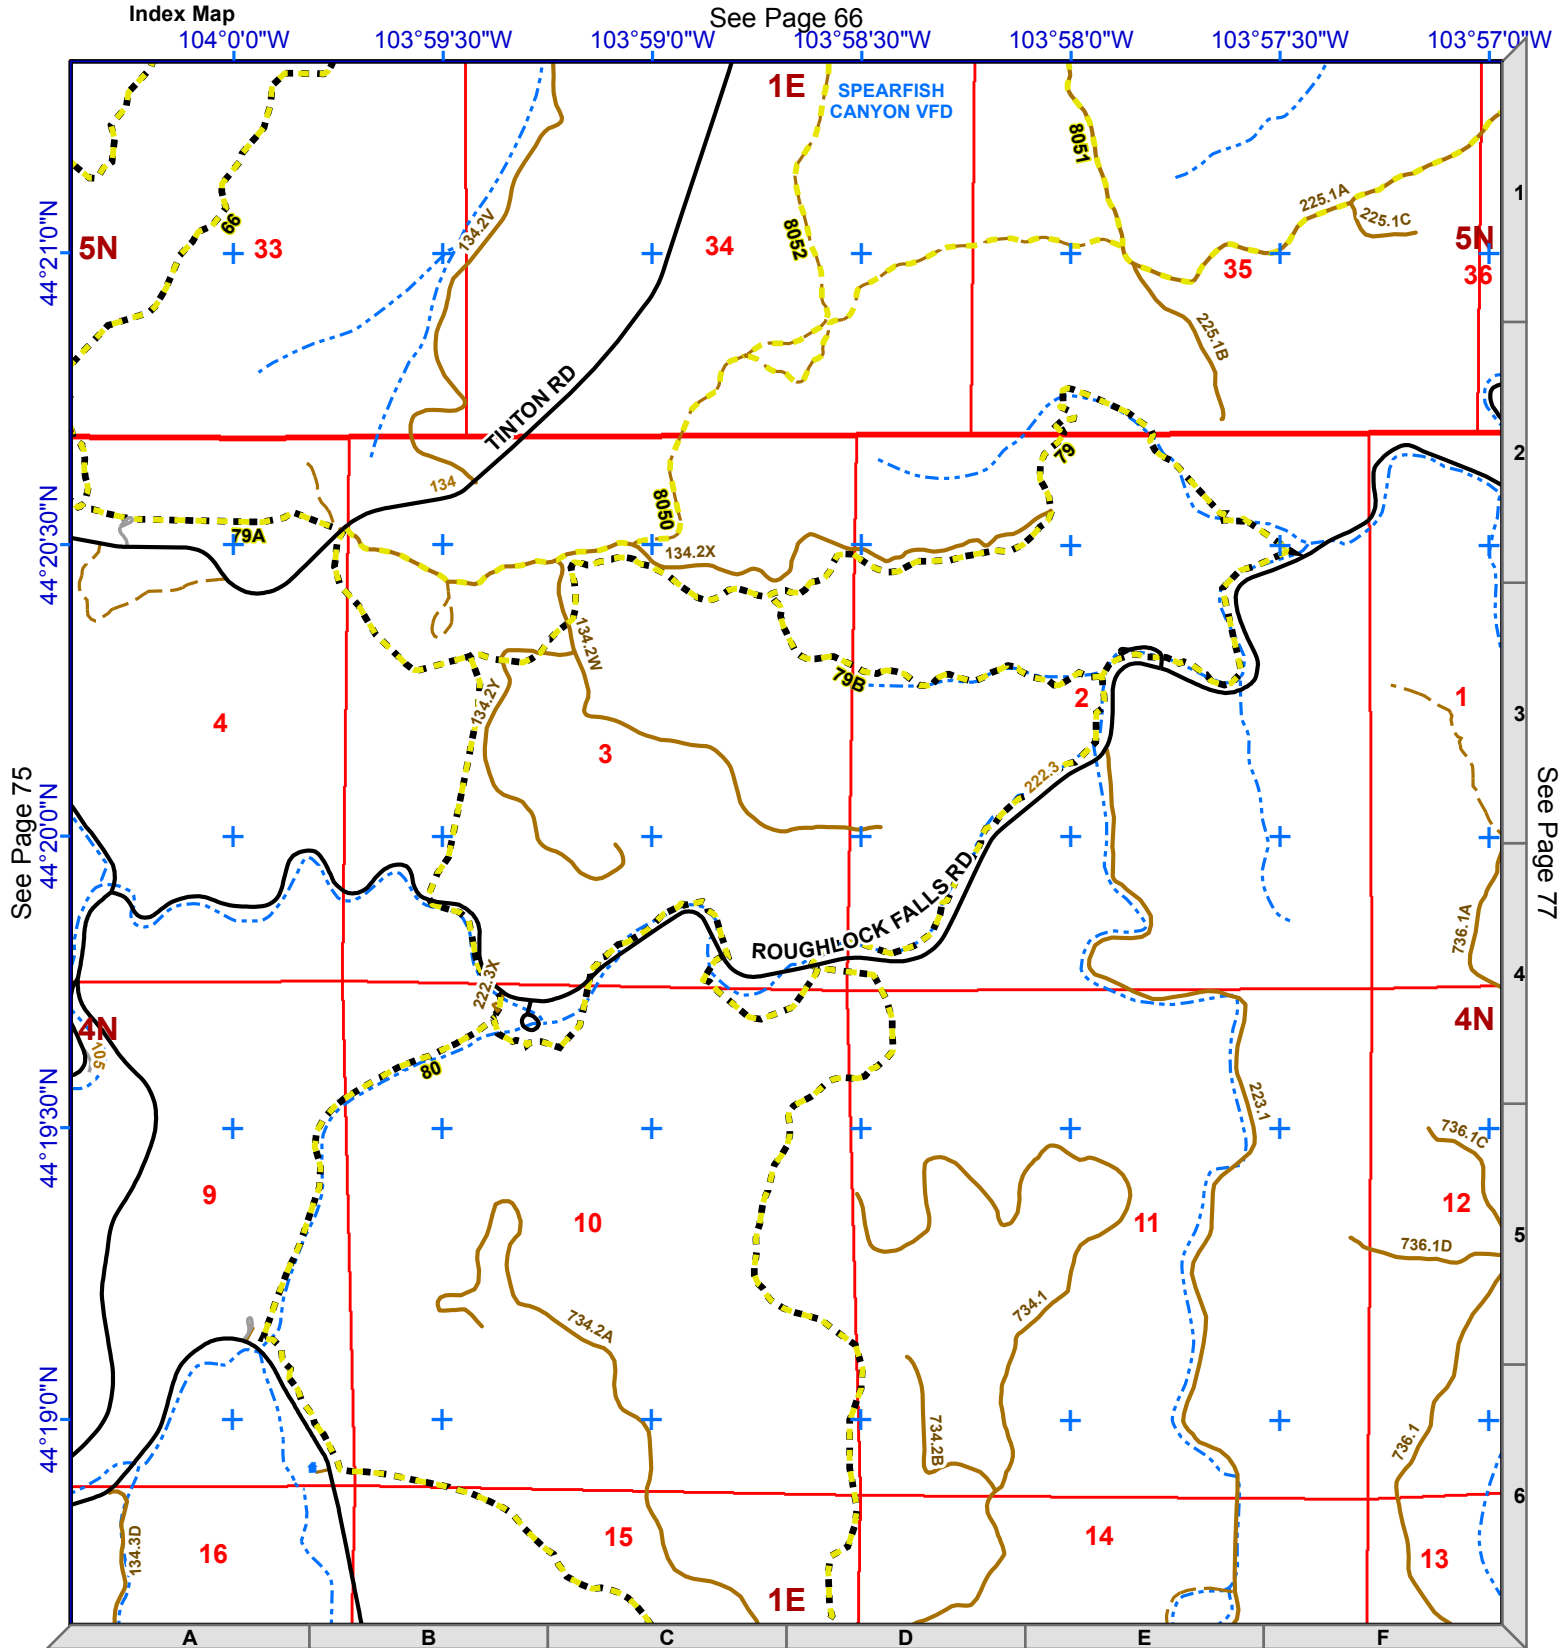 Index Map
See Page 66
104°0'0"W
103°59'30"W
103°59'0"W
103°58'30"W
103°58'0"W
103°57'30"W
103°57'0"W
1E
SPEARFISH
CANYON VFD
8051
1
225.1A
225.1C
66
134.2V
5N
33
34
8052
35
5N
36
44°21'0"N
225.1B
TINTON RD
79
2
134
8050
79A
44°20'30"N
134.2X
134.2W
79B
134.2Y
4
3
2
1
3
222.3
See Page 75
See Page 77
44°20'0"N
ROUGHLOCK FALLS RD
736.1A
222.3X
4
4N
4N
105
80
44°19'30"N
223.1
736.1C
9
10
11
12
5
736.1D
734.2A
734.1
44°19'0"N
734.2B
736.1
6
134.3D
16
15
14
13
1E
A
B
C
D
E
F